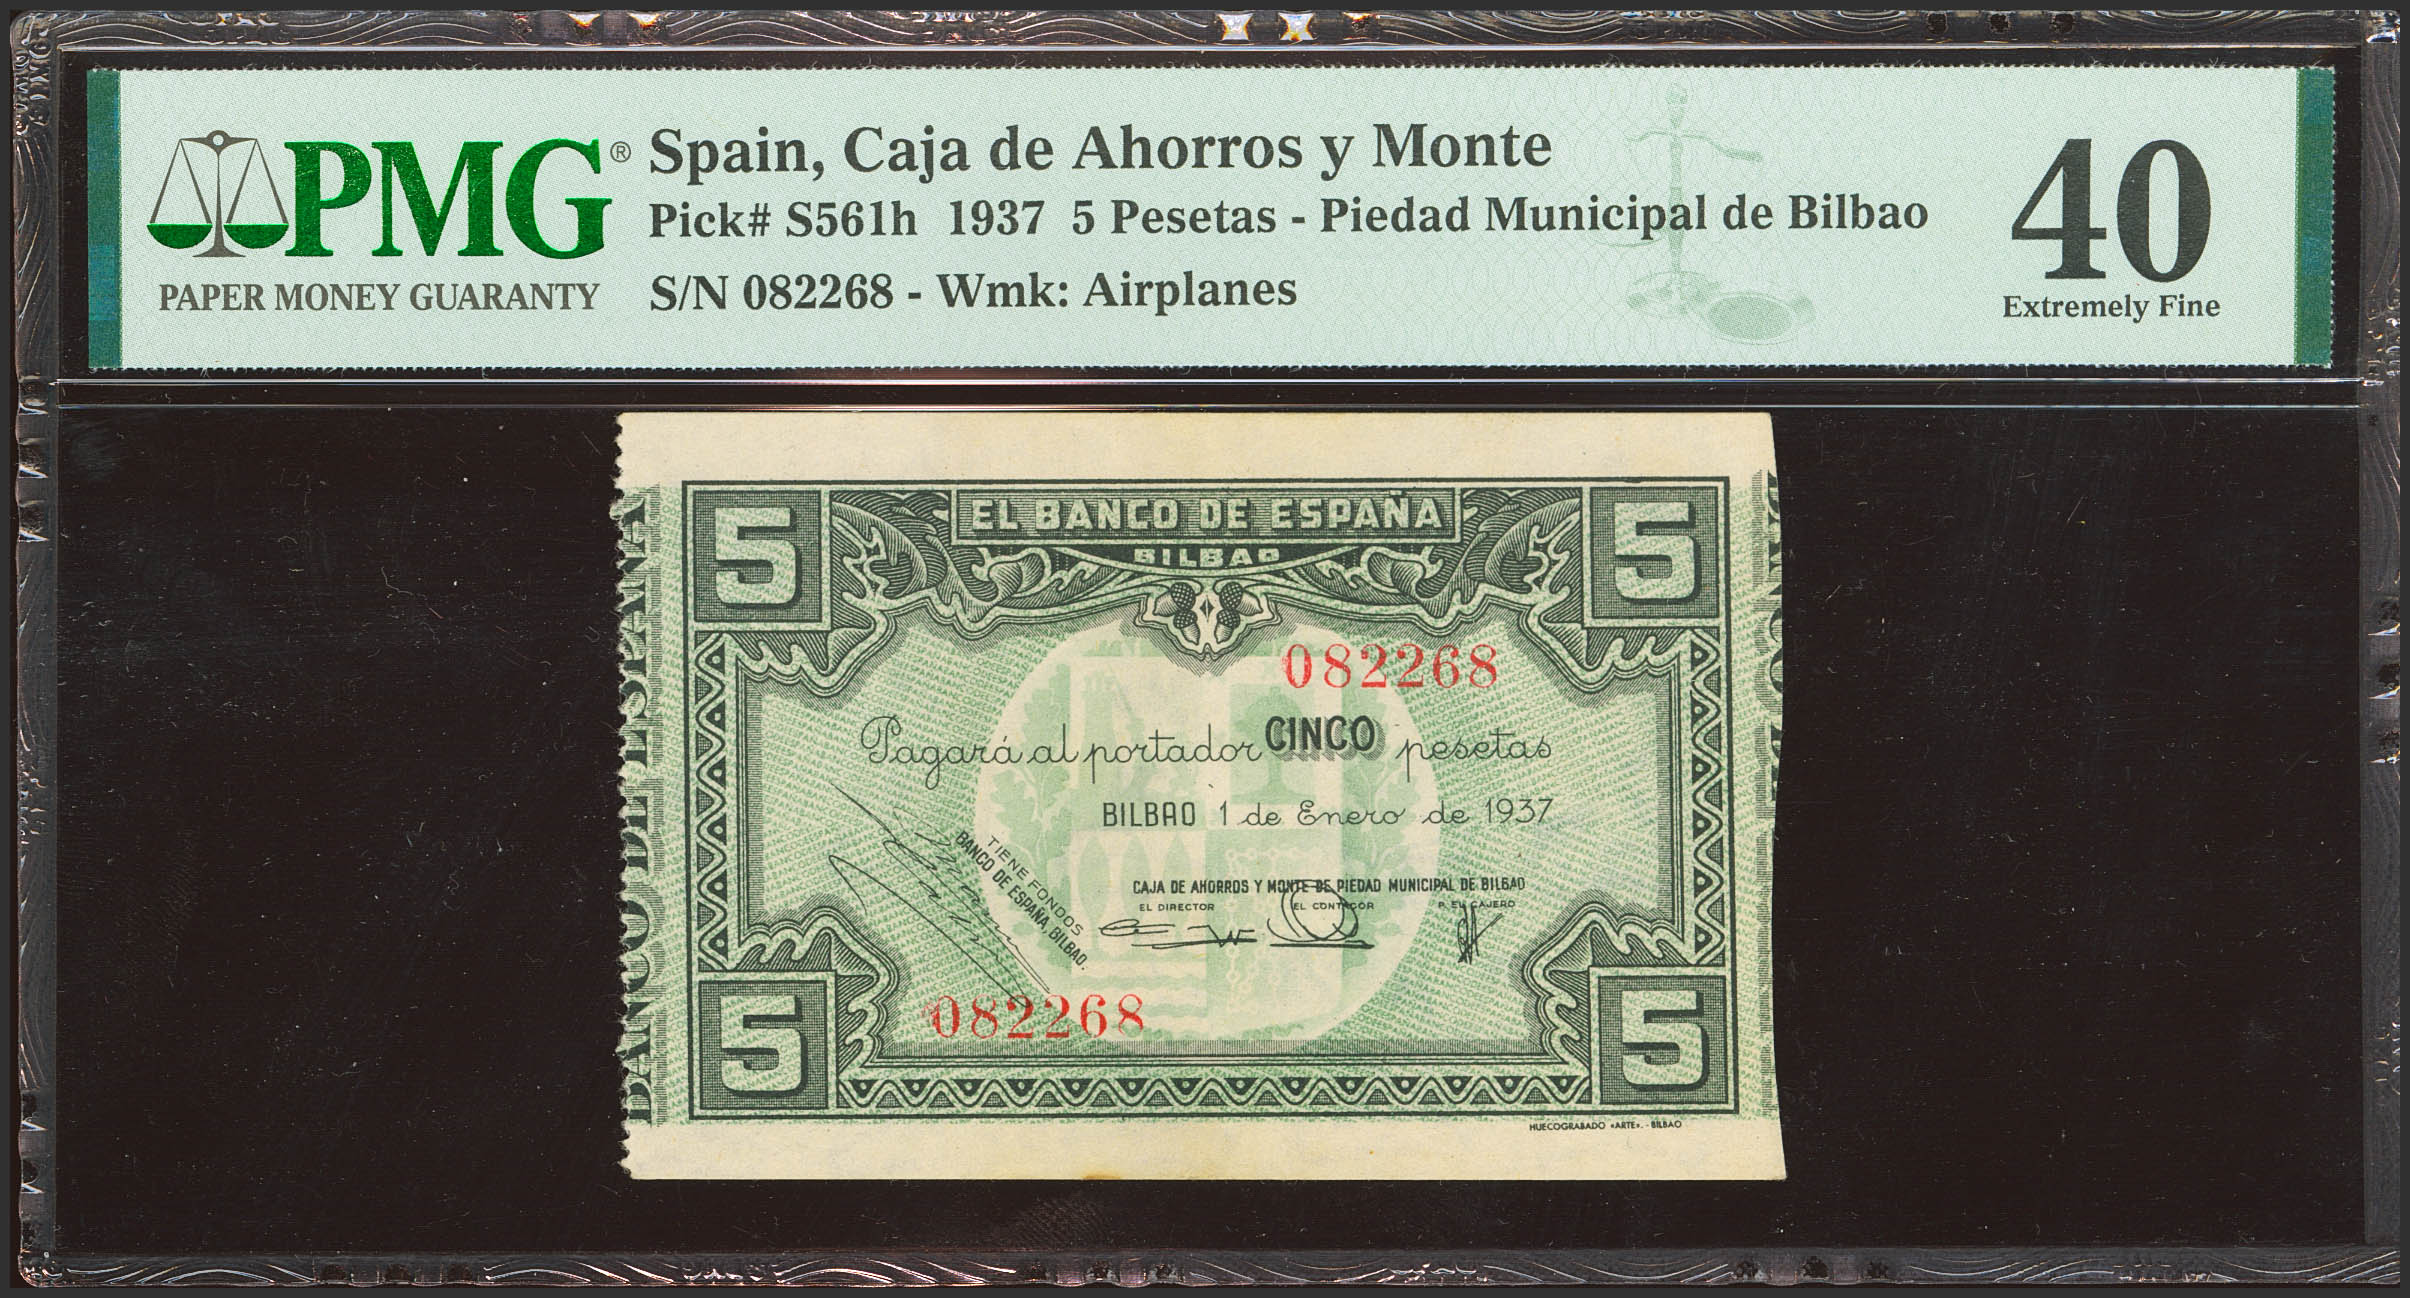 PMG®
PAPER MONEY GUARANTY
Spain, Caja de Ahorros y Monte
Pick# S561h 1937 5 Pesetas - Piedad Municipal de Bilbao
S/N 082268 - Wmk: Airplanes
40
Extremely Fine
BANCO DE ESPAÑA
5
EL BANCO DE ESPAÑA
BILBAO
5
082268
Pagará al portador CINCO pesetas
BILBAO 1 de Enero de 1937
TIENE FONDOS
BANCO DE ESPAÑA, BILBAO.
CAJA DE AHORROS Y MONTE DE PIEDAD MUNICIPAL DE BILBAO
EL DIRECTOR EL CONTADOR P. EL CAJERO
082268
5
5
HUECOGRABADO «ARTE». - BILBAO